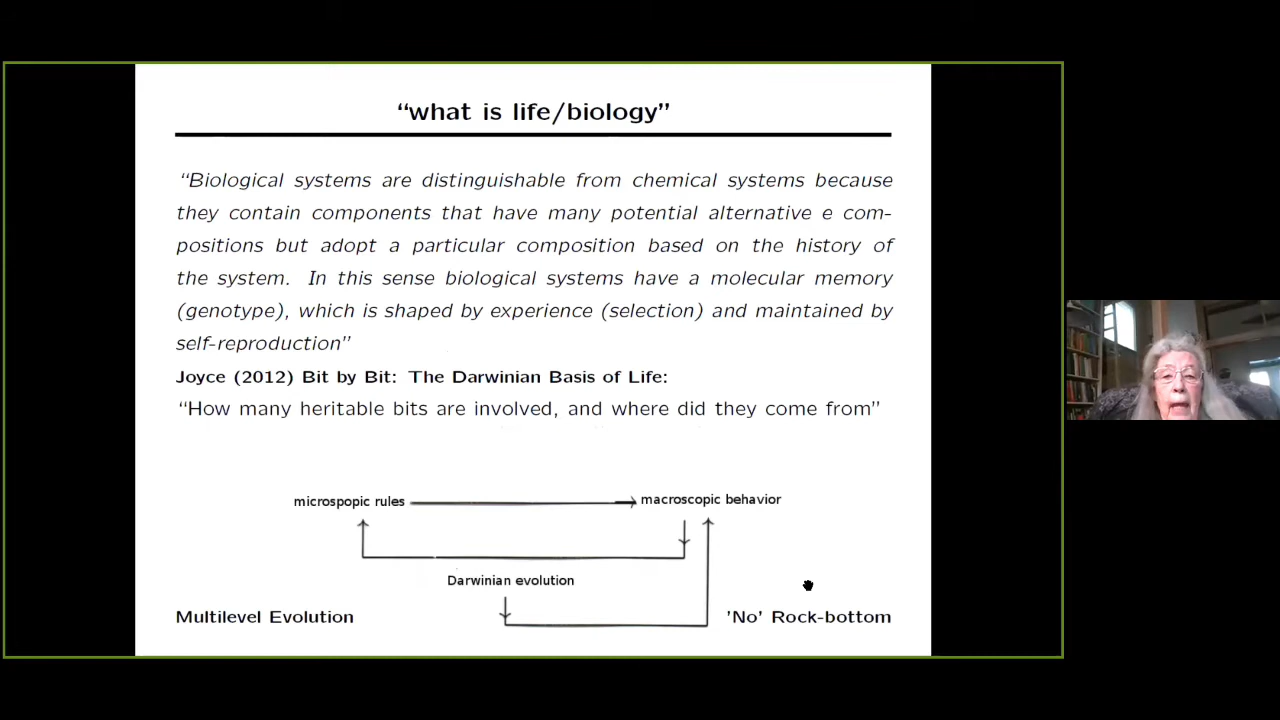 “what is life/biology”
“Biological systems are distinguishable from chemical systems because
they contain components that have many potential alternative e com-
positions but adopt a particular composition based on the history of
the system. In this sense biological systems have a molecular memory
(genotype), which is shaped by experience (selection) and maintained by
self-reproduction”
Joyce (2012) Bit by Bit: The Darwinian Basis of Life:
“How many heritable bits are involved, and where did they come from”
microspopic rules
macroscopic behavior
Darwinian evolution
Multilevel Evolution
'No' Rock-bottom